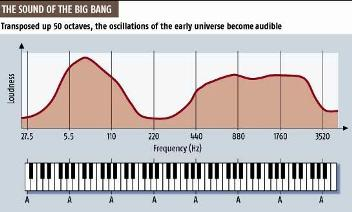 THE SOUND OF THE BIG BANG
Transposed up 50 octaves, the oscillations of the early universe become audible
Loudness
27.5 5.5 110 220 440 880 1760 3520
Frequency (Hz)
A A A A A A A A